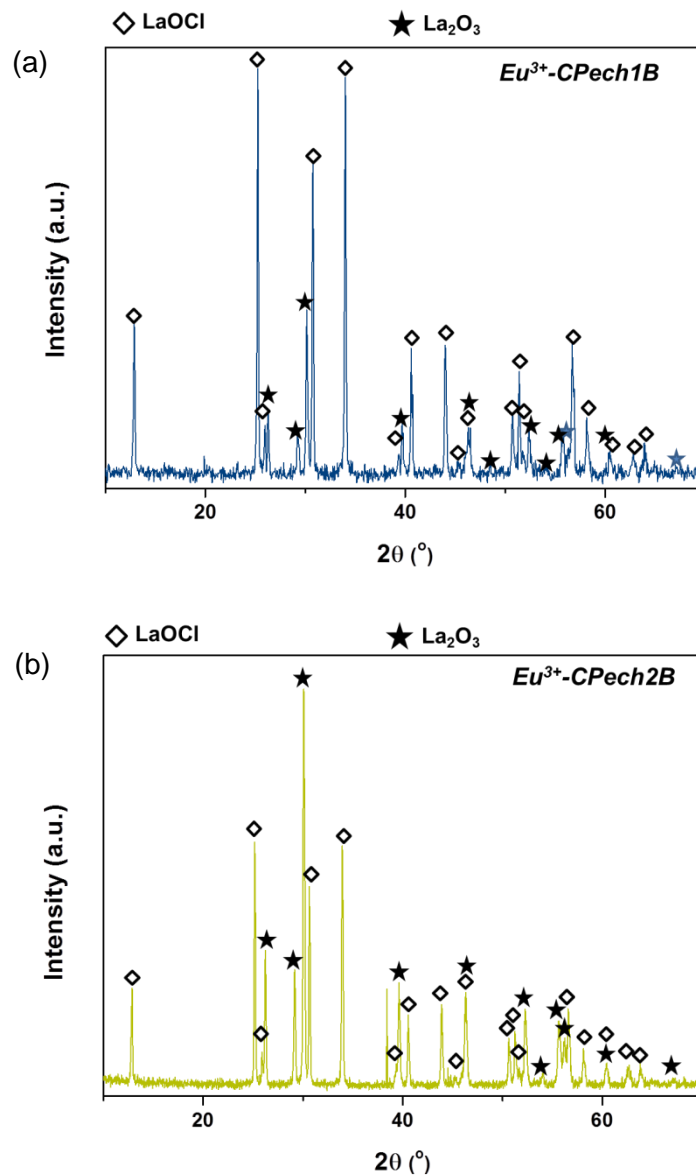 ◇ LaOCl ★ La₂O₃
(a)
Eu³⁺-CPech1B
Intensity (a.u.)
20 40 60
2θ (°)
◇ LaOCl ★ La₂O₃
(b)
Eu³⁺-CPech2B
Intensity (a.u.)
20 40 60
2θ (°)